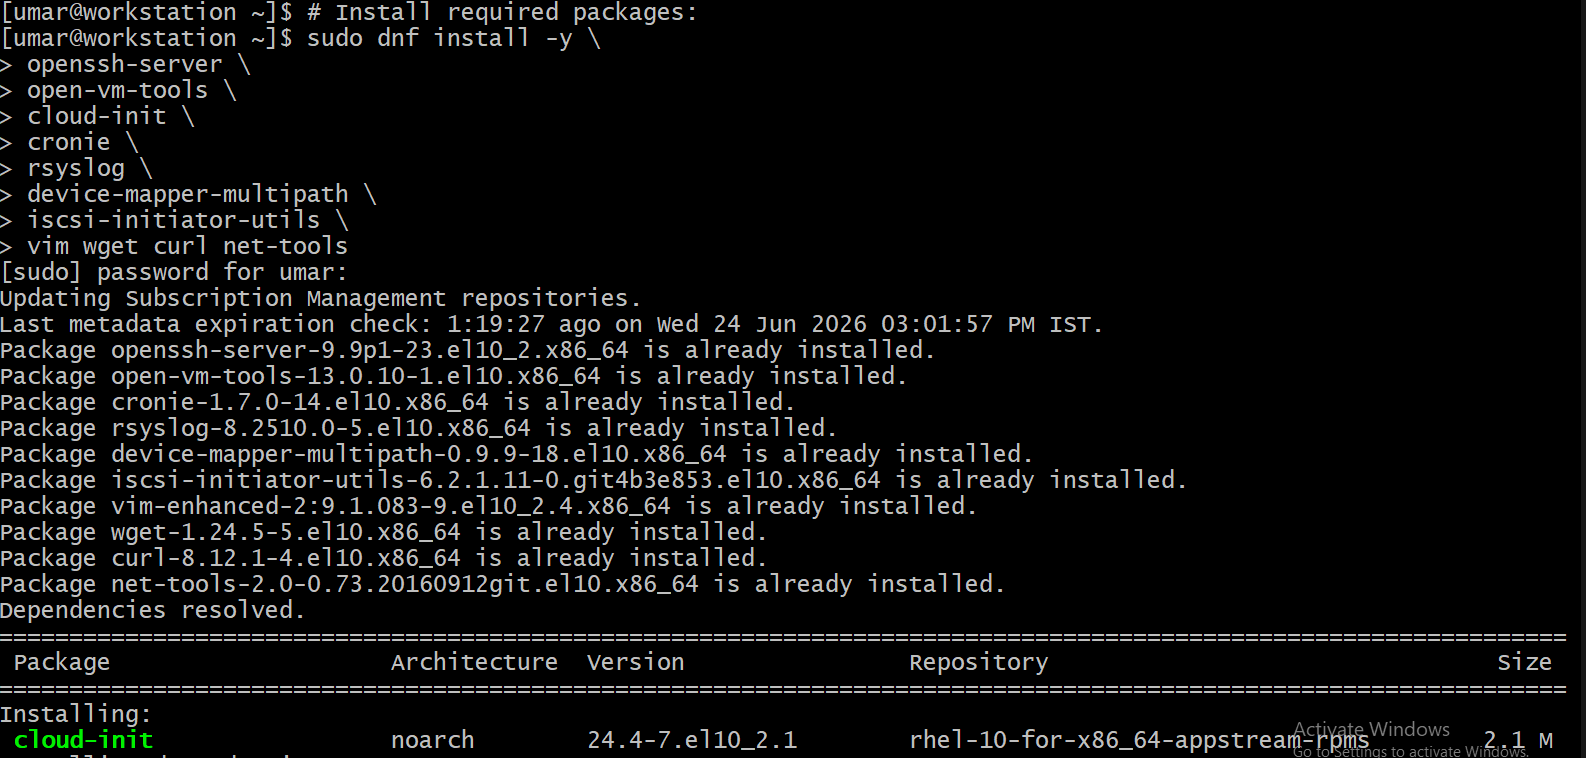 [umar@workstation ~]$ # Install required packages:
[umar@workstation ~]$ sudo dnf install -y \
> openssh-server \
> open-vm-tools \
> cloud-init \
> cronie \
> rsyslog \
> device-mapper-multipath \
> iscsi-initiator-utils \
> vim wget curl net-tools
[sudo] password for umar:
Updating Subscription Management repositories.
Last metadata expiration check: 1:19:27 ago on Wed 24 Jun 2026 03:01:57 PM IST.
Package openssh-server-9.9p1-23.el10_2.x86_64 is already installed.
Package open-vm-tools-13.0.10-1.el10.x86_64 is already installed.
Package cronie-1.7.0-14.el10.x86_64 is already installed.
Package rsyslog-8.2510.0-5.el10.x86_64 is already installed.
Package device-mapper-multipath-0.9.9-18.el10.x86_64 is already installed.
Package iscsi-initiator-utils-6.2.1.11-0.git4b3e853.el10.x86_64 is already installed.
Package vim-enhanced-2:9.1.083-9.el10_2.4.x86_64 is already installed.
Package wget-1.24.5-5.el10.x86_64 is already installed.
Package curl-8.12.1-4.el10.x86_64 is already installed.
Package net-tools-2.0-0.73.20160912git.el10.x86_64 is already installed.
Dependencies resolved.
================================================================================================================
Package Architecture Version Repository Size
================================================================================================================
Installing:
cloud-init noarch 24.4-7.el10_2.1 rhel-10-for-x86_64-appstream-rpms 2.1 M
Activate Windows
Go to Settings to activate Windows.